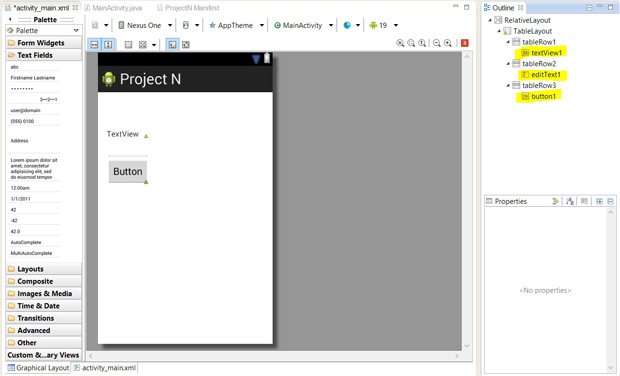 *activity_main.xml
MainActivity.java
ProjectN Manifest
Palette
Palette
Form Widgets
Text Fields
abc
Firstname Lastname
user@domain
(555) 0100
Address
Lorem ipsum dolor sit
amet, consectetur
adipisicing elit, sed
do eiusmod tempor
12:00am
1/1/2011
42
-42
42.0
AutoComplete
MultiAutoComplete
Layouts
Composite
Images & Media
Time & Date
Transitions
Advanced
Other
Custom &...ary Views
Graphical Layout
activity_main.xml
Nexus One
AppTheme
MainActivity
19
3
Project N
TextView
Button
Outline
RelativeLayout
TableLayout
tableRow1
textView1
tableRow2
editText1
tableRow3
button1
Properties
<No properties>